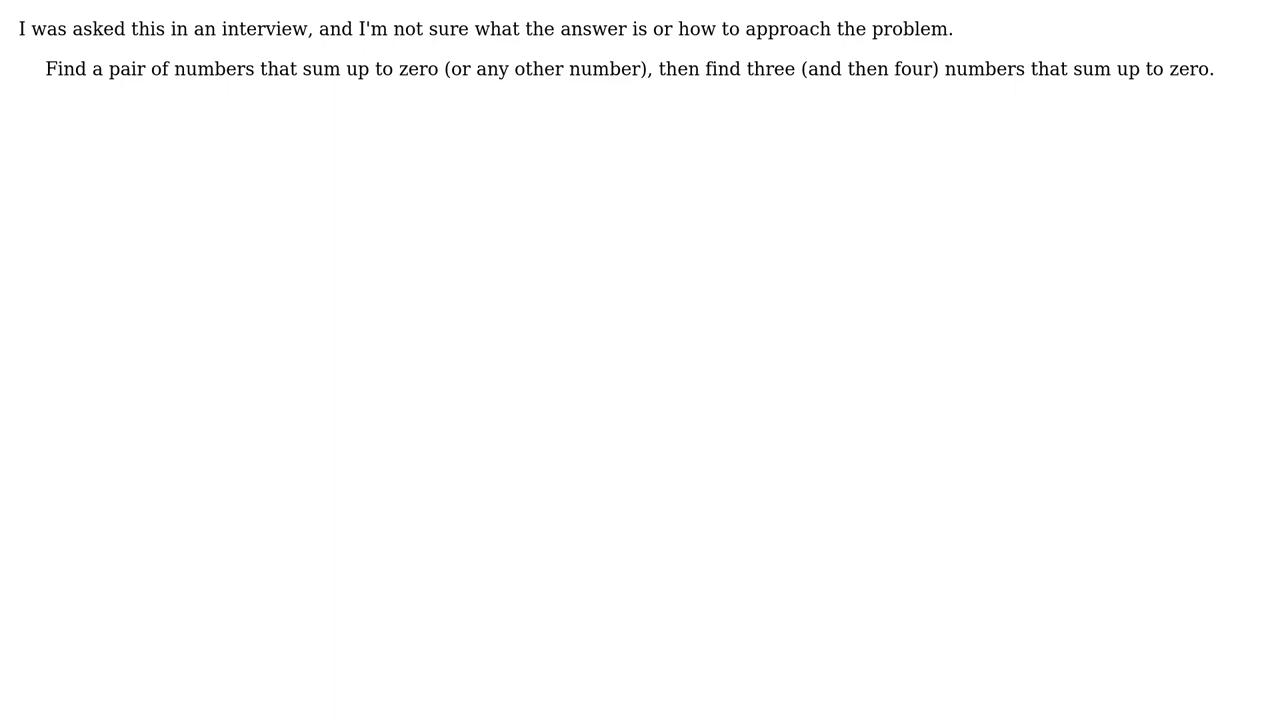 I was asked this in an interview, and I'm not sure what the answer is or how to approach the problem.
Find a pair of numbers that sum up to zero (or any other number), then find three (and then four) numbers that sum up to zero.